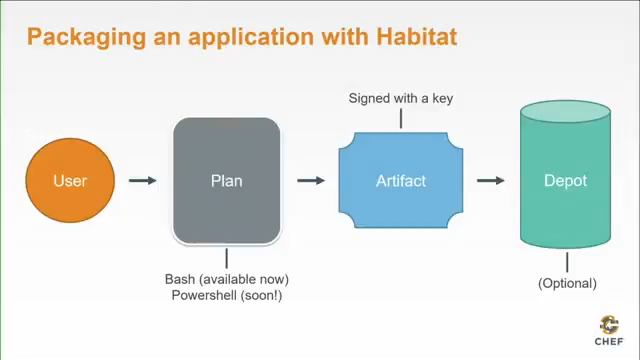 Packaging an application with Habitat
Signed with a key
User
Plan
Artifact
Depot
Bash (available now)
Powershell (soon!)
(Optional)
CHEF